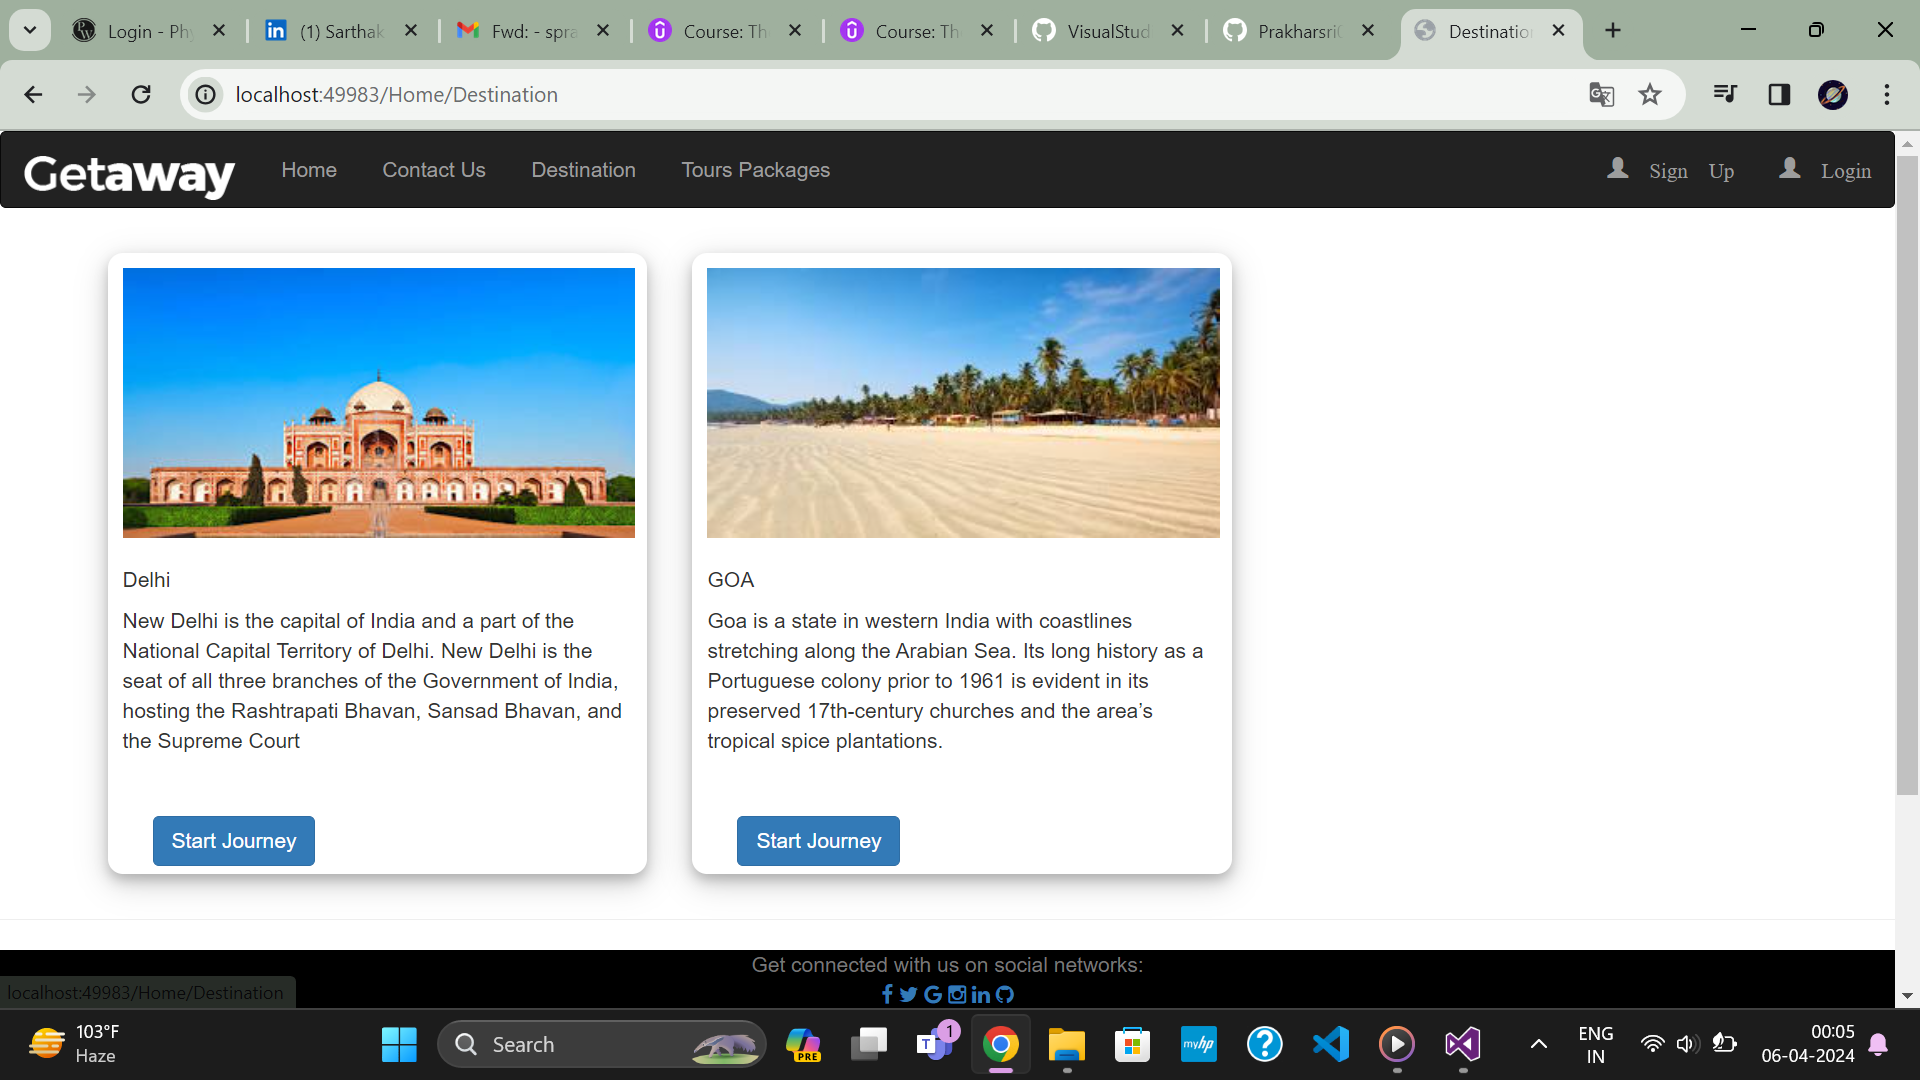 Login - Phy
(1) Sarthak
Fwd: - spra
Course: Th
Course: Th
VisualStud
Prakharsri
Destination
localhost:49983/Home/Destination
Getaway
Home
Contact Us
Destination
Tours Packages
Sign Up
Login
Delhi
New Delhi is the capital of India and a part of the
National Capital Territory of Delhi. New Delhi is the
seat of all three branches of the Government of India,
hosting the Rashtrapati Bhavan, Sansad Bhavan, and
the Supreme Court
Start Journey
GOA
Goa is a state in western India with coastlines
stretching along the Arabian Sea. Its long history as a
Portuguese colony prior to 1961 is evident in its
preserved 17th-century churches and the area’s
tropical spice plantations.
Start Journey
Get connected with us on social networks:
localhost:49983/Home/Destination
103°F
Haze
Search
PRE
1
myhp
ENG
IN
00:05
06-04-2024